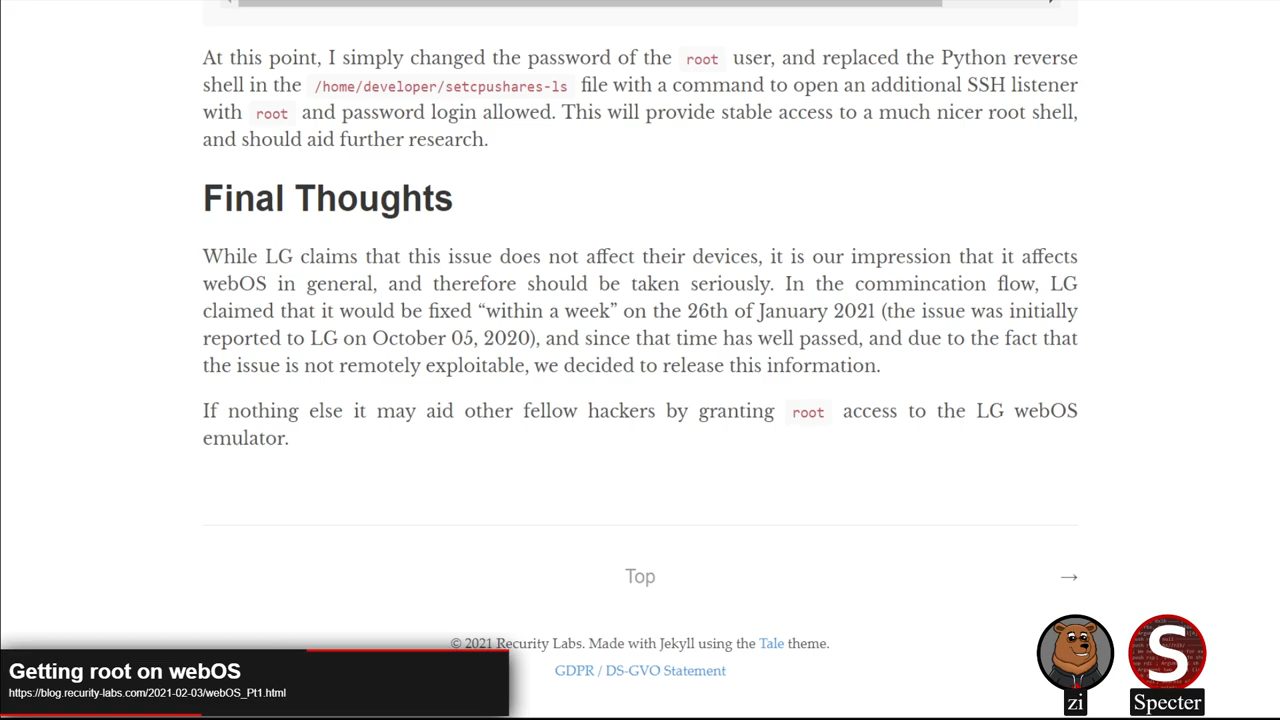 At this point, I simply changed the password of the root user, and replaced the Python reverse
shell in the /home/developer/setcpushares-ls file with a command to open an additional SSH listener
with root and password login allowed. This will provide stable access to a much nicer root shell,
and should aid further research.
Final Thoughts
While LG claims that this issue does not affect their devices, it is our impression that it affects
webOS in general, and therefore should be taken seriously. In the commincation flow, LG
claimed that it would be fixed “within a week” on the 26th of January 2021 (the issue was initially
reported to LG on October 05, 2020), and since that time has well passed, and due to the fact that
the issue is not remotely exploitable, we decided to release this information.
If nothing else it may aid other fellow hackers by granting root access to the LG webOS
emulator.
Top →
© 2021 Recurity Labs. Made with Jekyll using the Tale theme.
GDPR / DS-GVO Statement
Getting root on webOS
https://blog.recurity-labs.com/2021-02-03/webOS_Pt1.html
S
zi
Specter